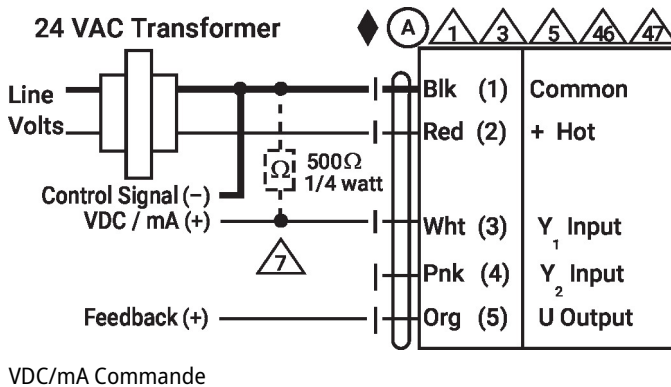 24 VAC Transformer
A 1 3 5 46 47
Line
Volts
Blk (1) Common
Red (2) + Hot
Ω 500Ω
1/4 watt
Control Signal (−)
VDC / mA (+)
Wht (3) Y1 Input
7
Pnk (4) Y2 Input
Feedback (+)
Org (5) U Output
VDC/mA Commande